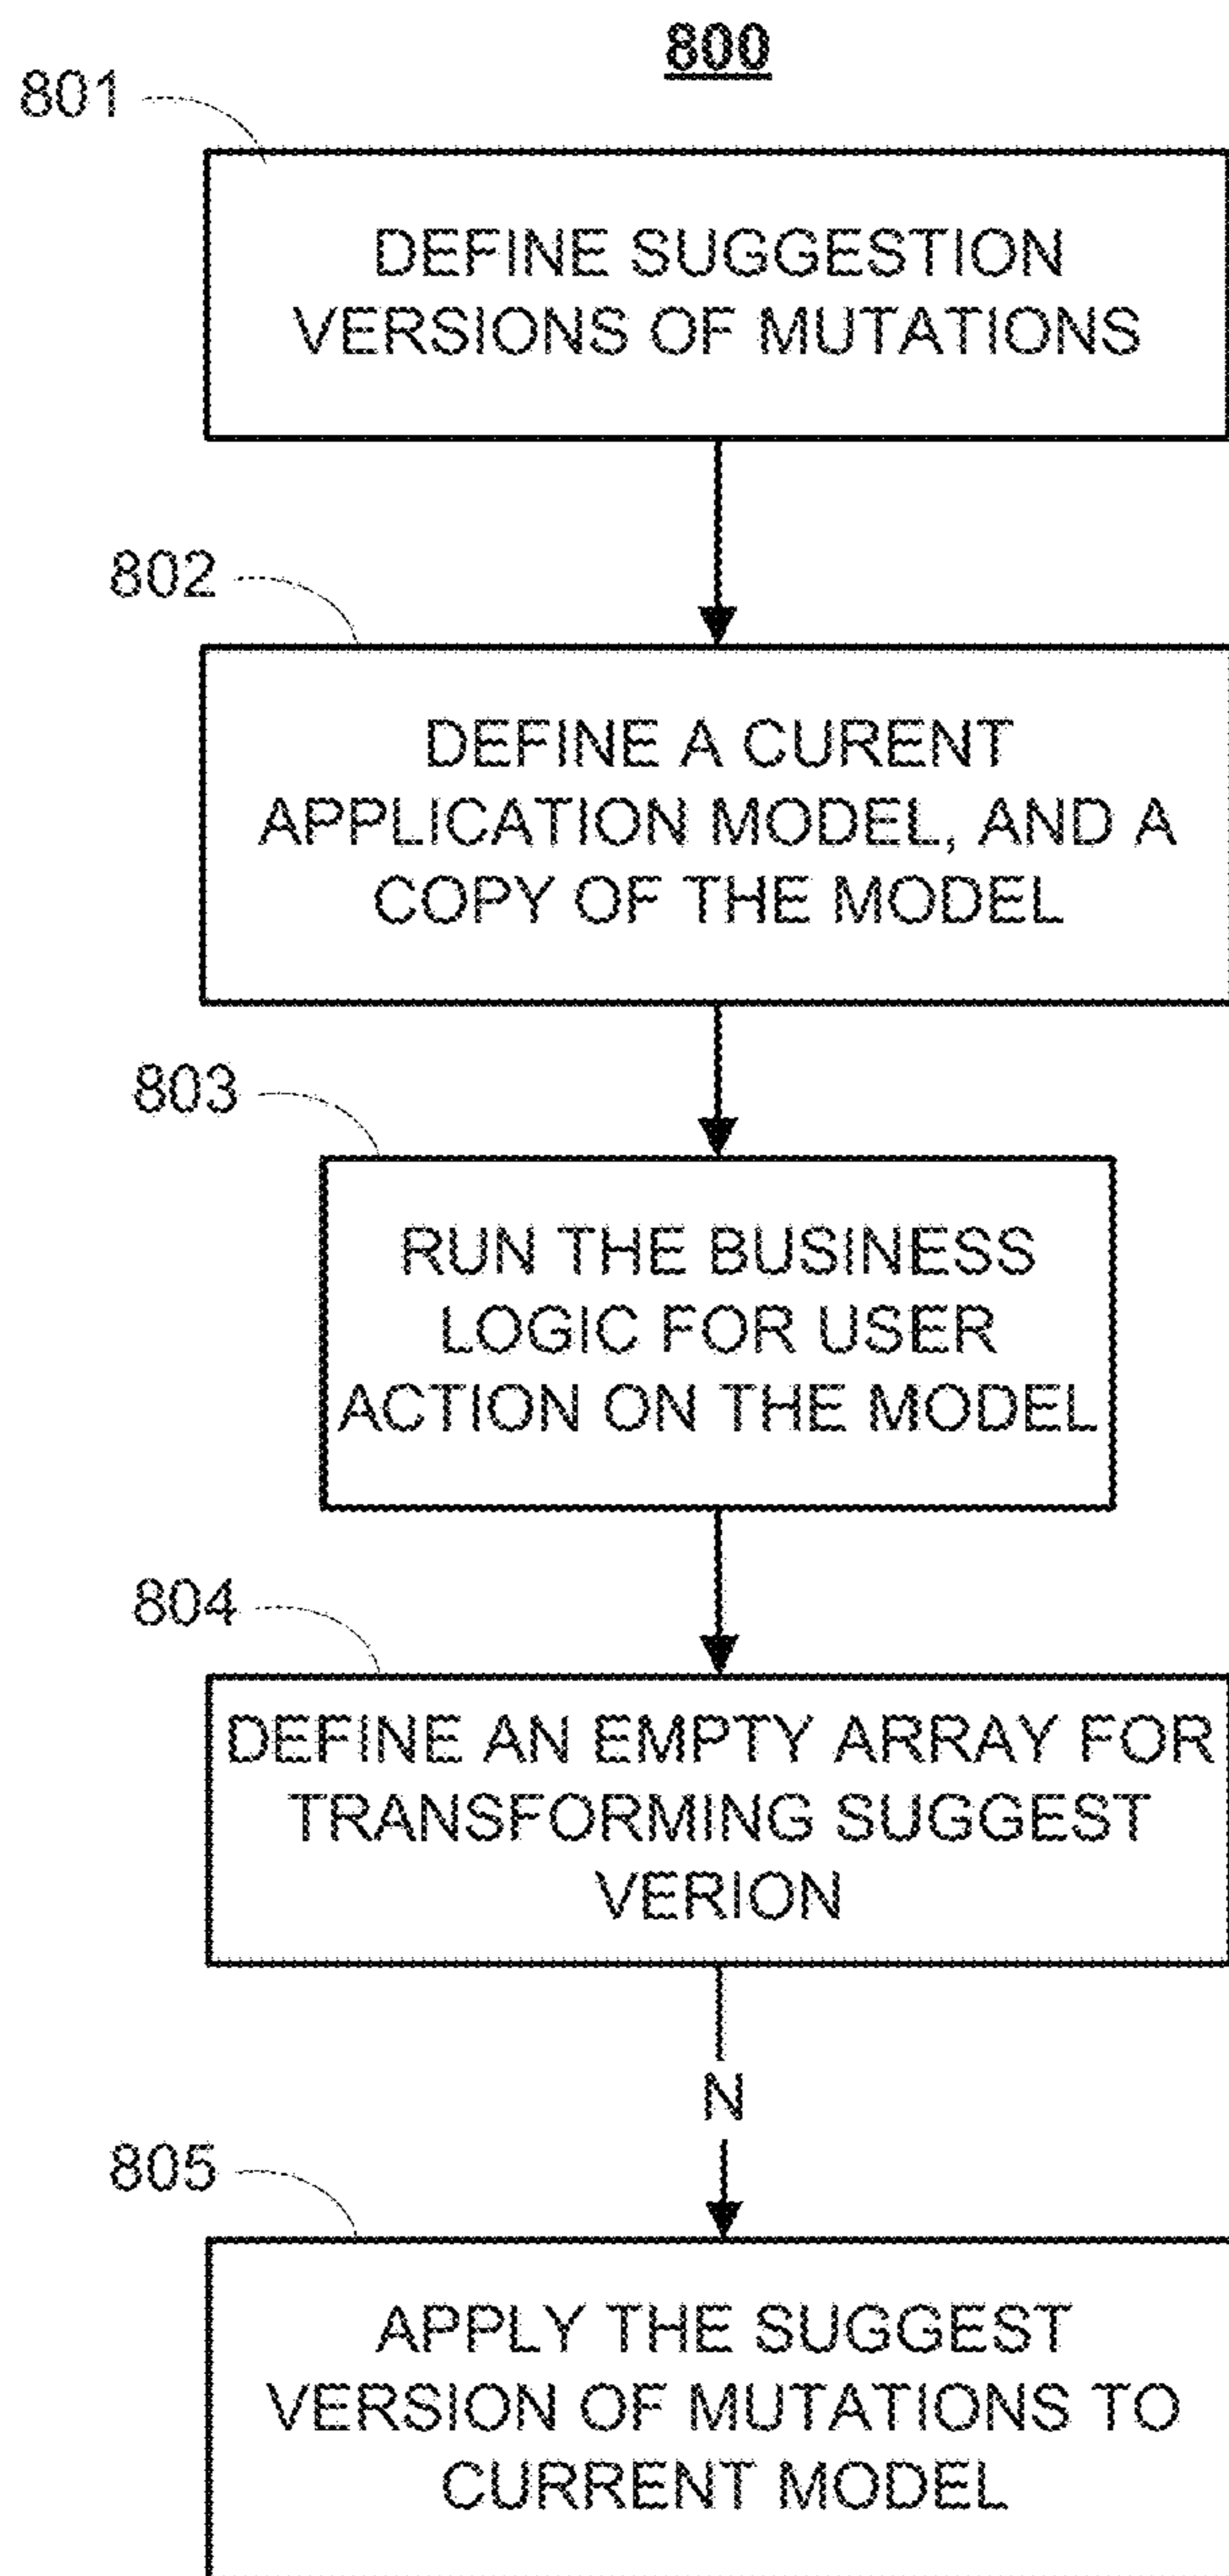 800
801
DEFINE SUGGESTION
VERSIONS OF MUTATIONS
802
DEFINE A CURENT
APPLICATION MODEL, AND A
COPY OF THE MODEL
803
RUN THE BUSINESS
LOGIC FOR USER
ACTION ON THE MODEL
804
DEFINE AN EMPTY ARRAY FOR
TRANSFORMING SUGGEST
VERION
N
805
APPLY THE SUGGEST
VERSION OF MUTATIONS TO
CURRENT MODEL